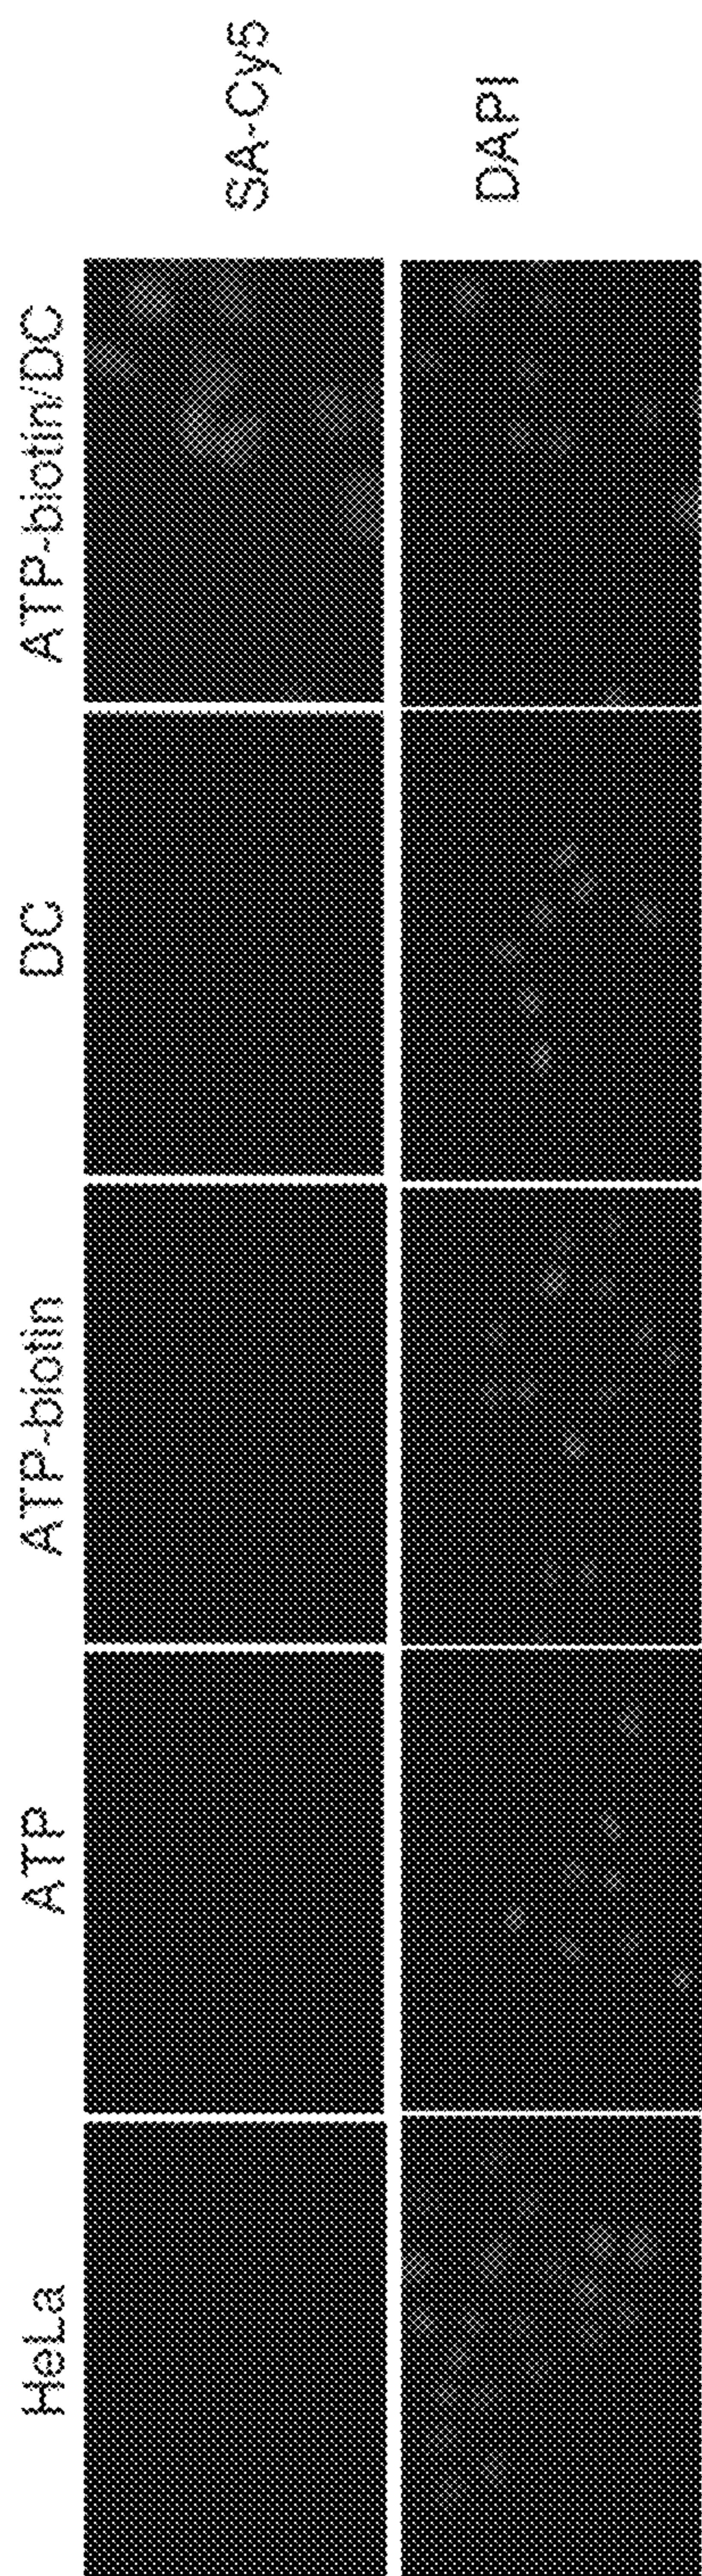 HeLa
ATP
ATP-biotin
DC
ATP-biotin/DC
SA-Cy5
DAPI